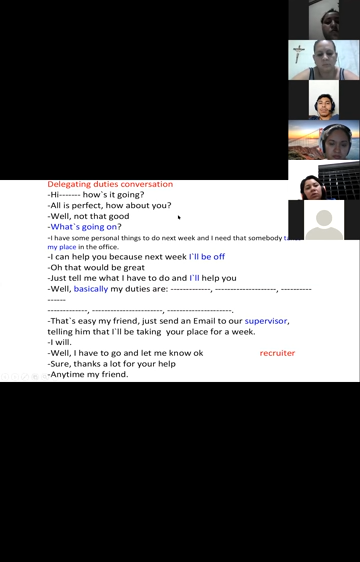 Delegating duties conversation
-Hi------- how`s it going?
-All is perfect, how about you?
-Well, not that good
-What`s going on?
-I have some personal things to do next week and I need that somebody
my place in the office.
-I can help you because next week I`ll be off
-Oh that would be great
-Just tell me what I have to do and I`ll help you
-Well, basically my duties are: -------------, --------------------, ----------
------
-------------, -----------------------, ---------------------.
-That`s easy my friend, just send an Email to our supervisor,
telling him that I`ll be taking your place for a week.
-I will.
-Well, I have to go and let me know ok recruiter
-Sure, thanks a lot for your help
-Anytime my friend.